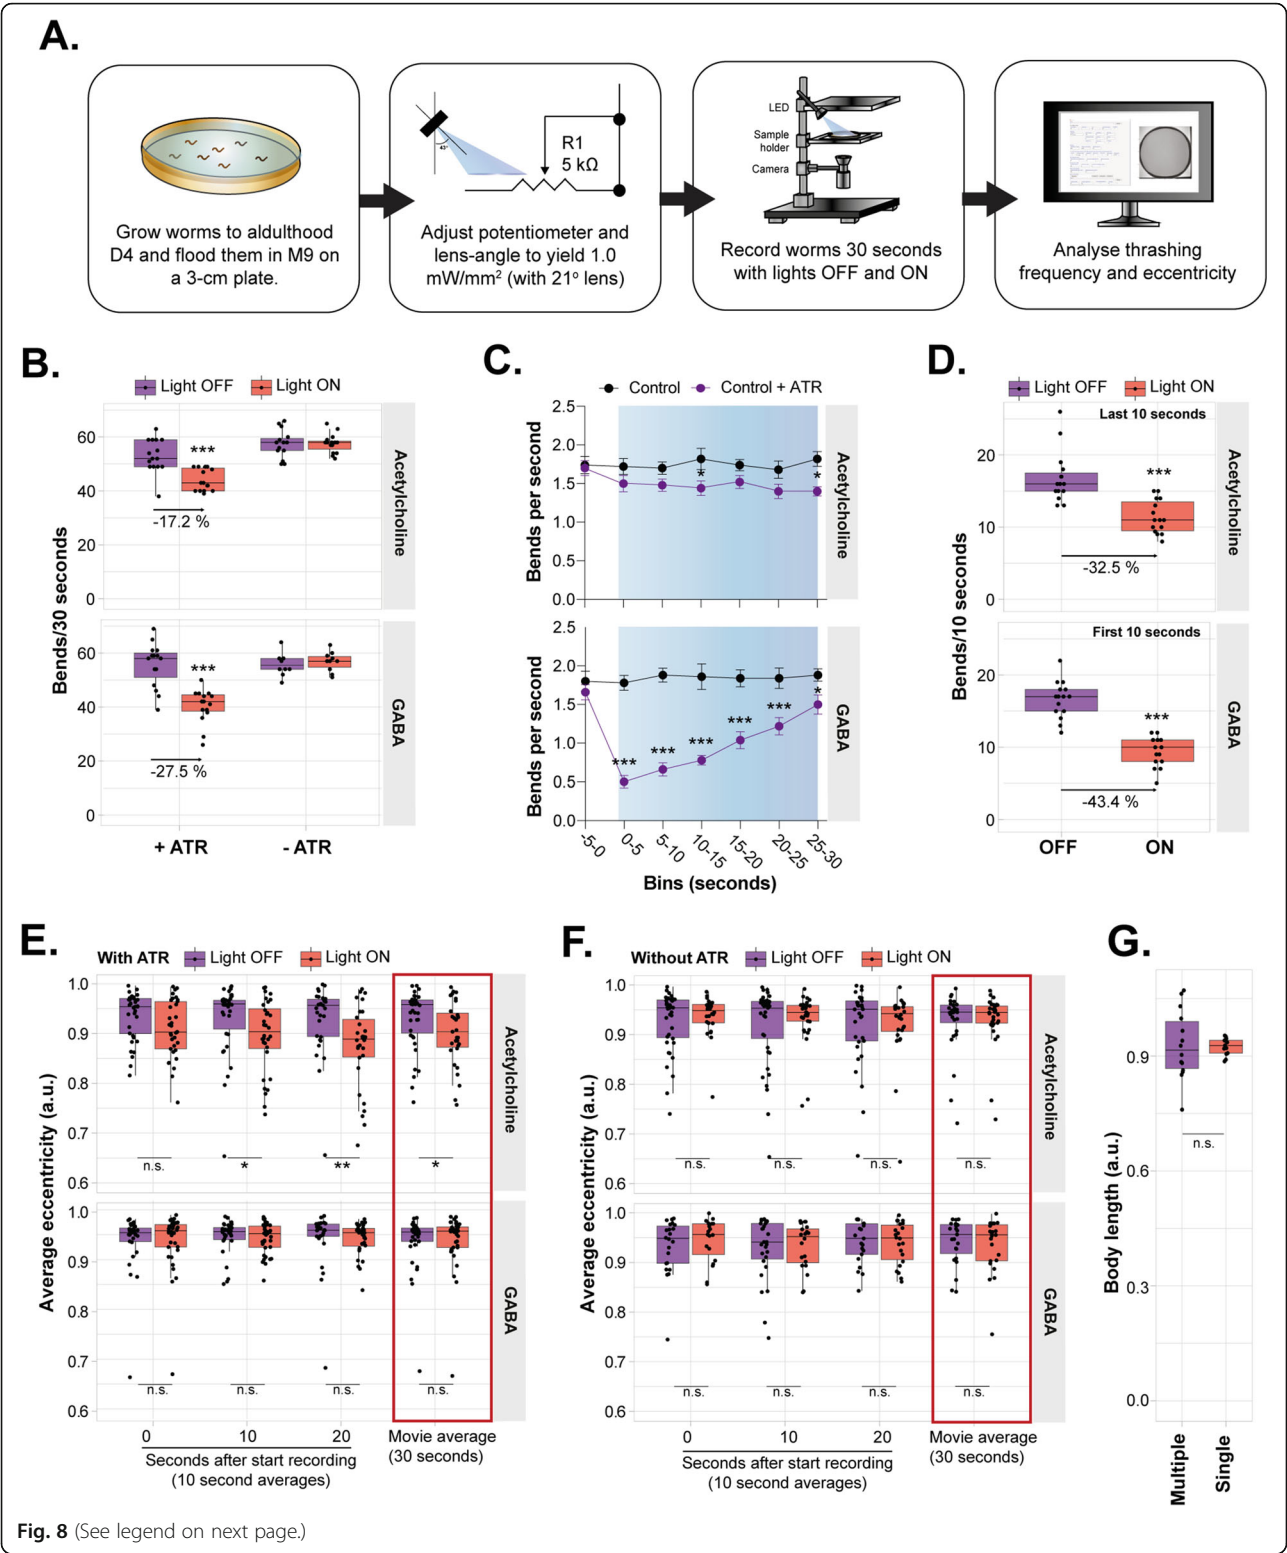 A.
Grow worms to aldulthood
D4 and flood them in M9 on
a 3-cm plate.
43°
R1
5 kΩ
Adjust potentiometer and
lens-angle to yield 1.0
mW/mm² (with 21° lens)
LED
Sample
holder
Camera
Record worms 30 seconds
with lights OFF and ON
Analyse thrashing
frequency and eccentricity
B.
Light OFF Light ON
Bends/30 seconds
60
40
20
0
***
-17.2 %
Acetylcholine
60
40
20
0
***
-27.5 %
GABA
+ ATR - ATR
C.
Control Control + ATR
Bends per second
2.5
2.0
1.5
1.0
0.5
0.0
* *
Acetylcholine
Bends per second
2.5
2.0
1.5
1.0
0.5
0.0
*** *** *** *** *** *
GABA
-5-0 0-5 5-10 10-15 15-20 20-25 25-30
Bins (seconds)
D.
Light OFF Light ON
Bends/10 seconds
Last 10 seconds
20
10
0
***
-32.5 %
Acetylcholine
First 10 seconds
20
10
0
***
-43.4 %
GABA
OFF ON
E.
With ATR Light OFF Light ON
Average eccentricity (a.u.)
1.0
0.9
0.8
0.7
0.6
n.s. * ** *
Acetylcholine
1.0
0.9
0.8
0.7
0.6
n.s. n.s. n.s. n.s.
GABA
0 10 20
Seconds after start recording
(10 second averages)
Movie average
(30 seconds)
F.
Without ATR Light OFF Light ON
Average eccentricity (a.u.)
1.0
0.9
0.8
0.7
0.6
n.s. n.s. n.s. n.s.
Acetylcholine
1.0
0.9
0.8
0.7
0.6
n.s. n.s. n.s. n.s.
GABA
0 10 20
Seconds after start recording
(10 second averages)
Movie average
(30 seconds)
G.
Body length (a.u.)
0.9
0.6
0.3
0.0
n.s.
Multiple Single
Fig. 8 (See legend on next page.)